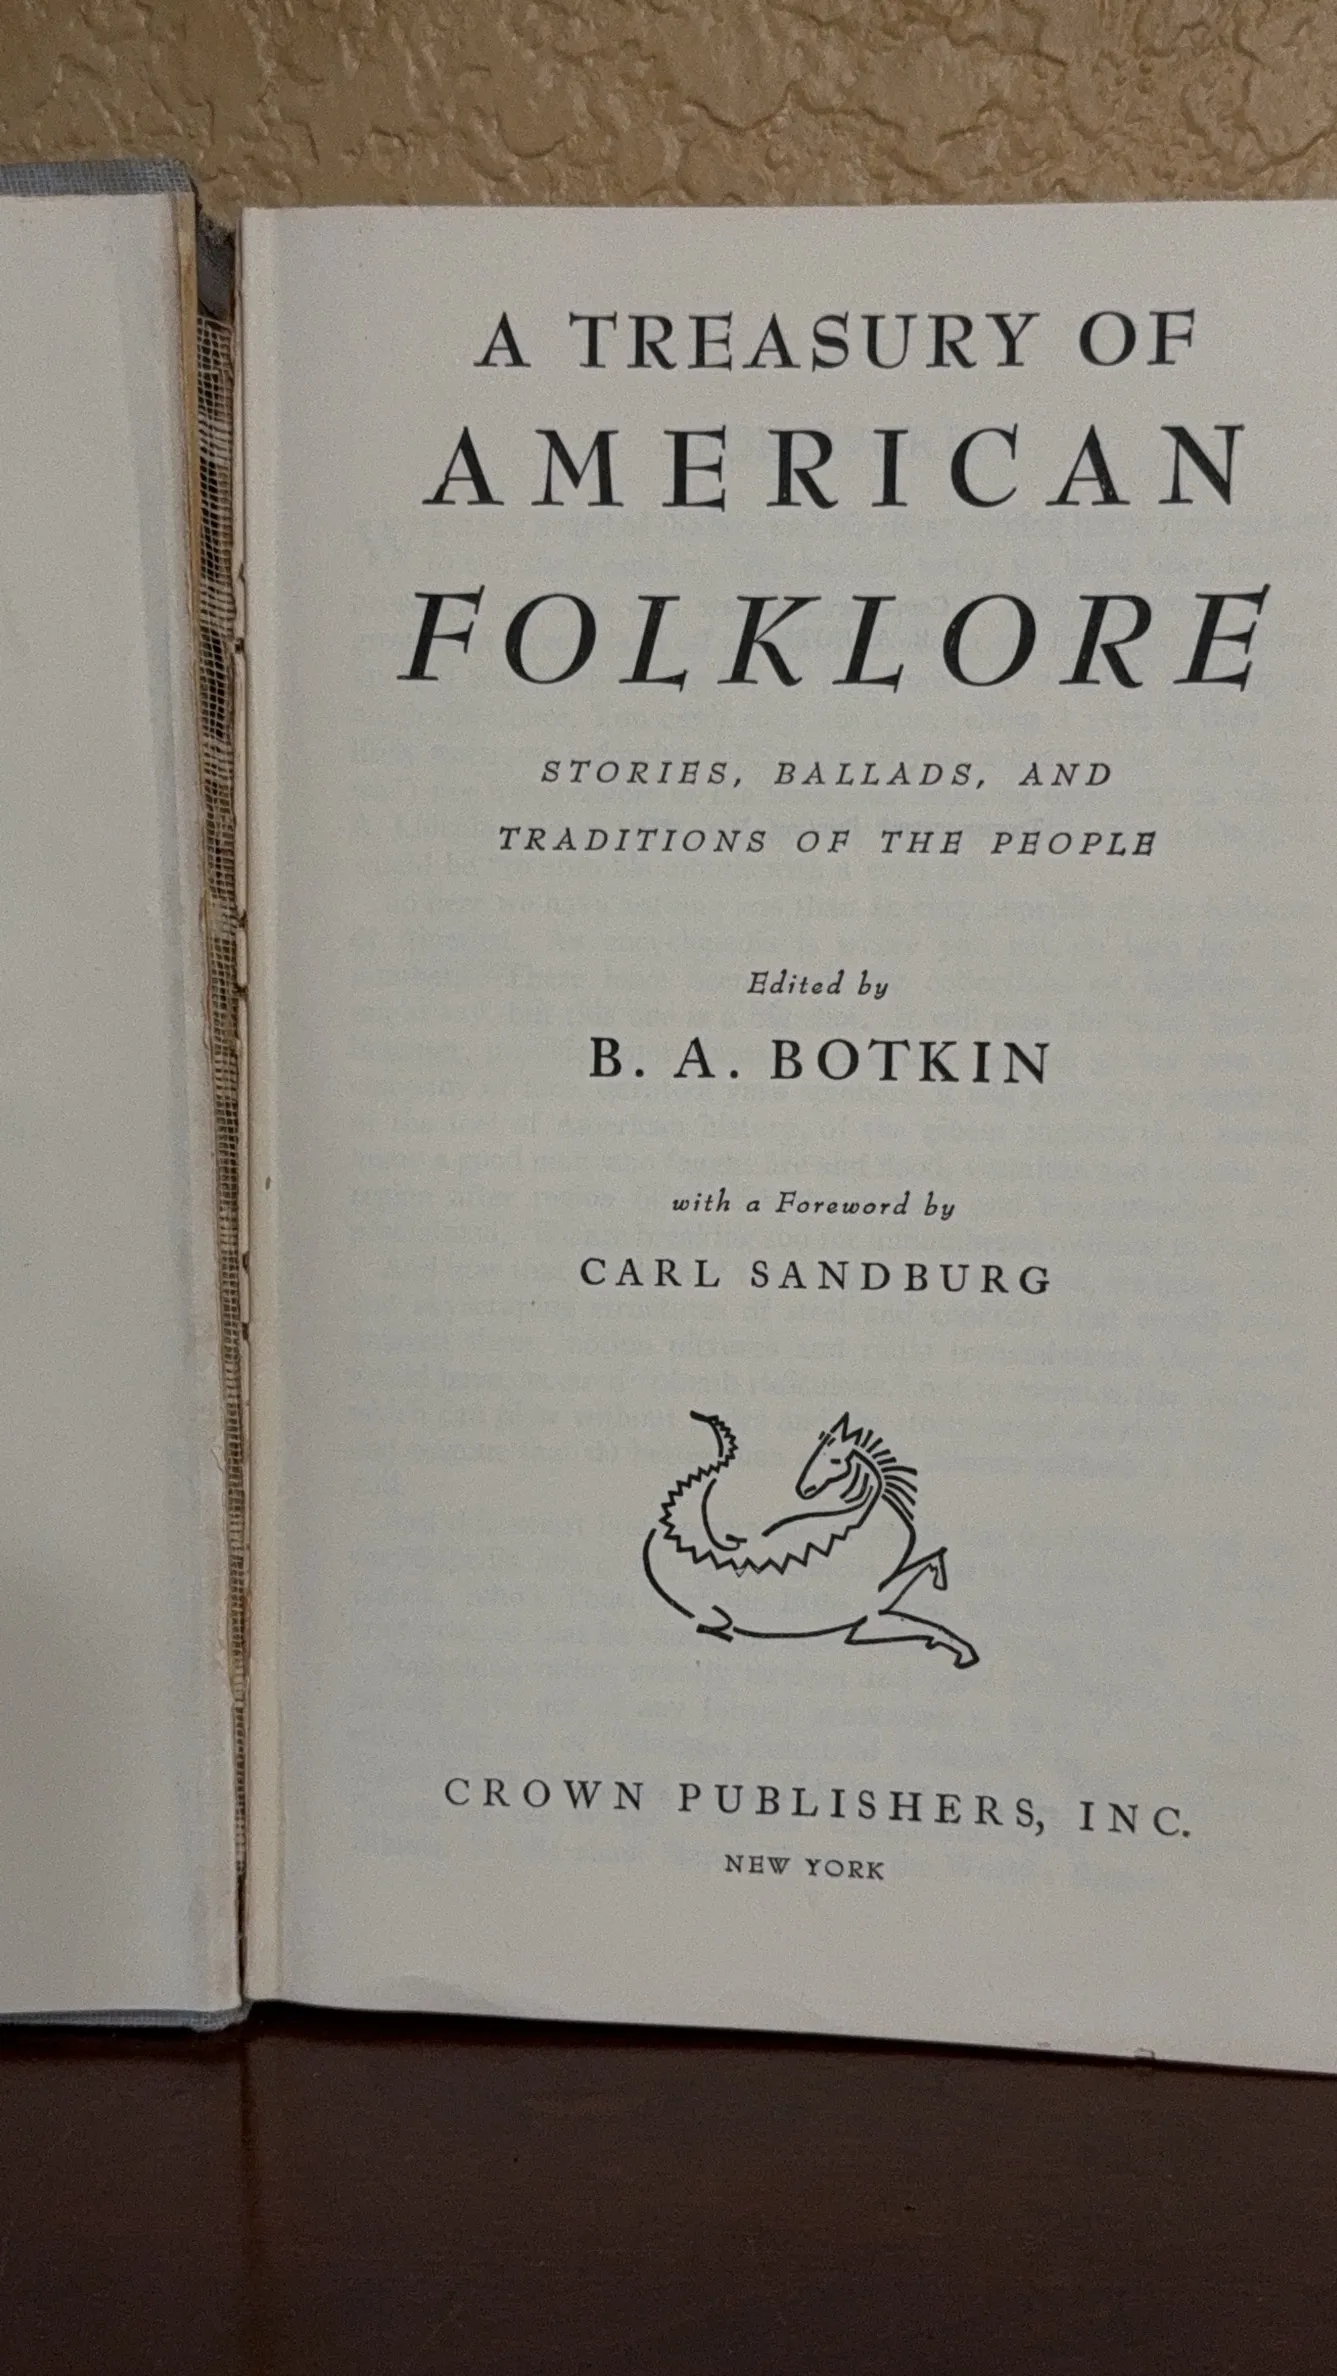 A TREASURY OF
AMERICAN
FOLKLORE
STORIES, BALLADS, AND
TRADITIONS OF THE PEOPLE
Edited by
B. A. BOTKIN
with a Foreword by
CARL SANDBURG
CROWN PUBLISHERS, INC.
NEW YORK